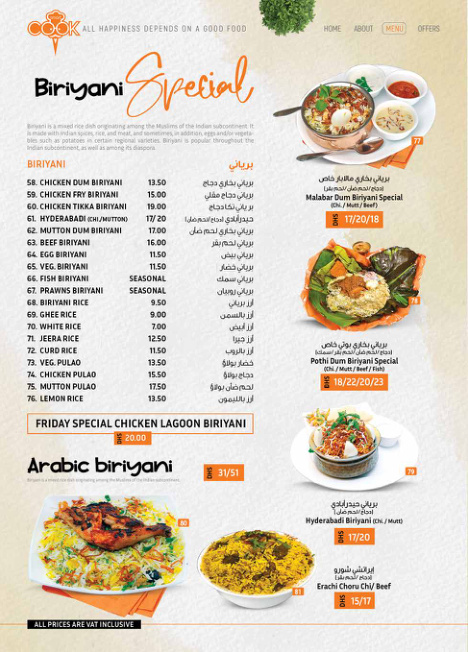 COOK
ALL HAPPINESS DEPENDS ON A GOOD FOOD
HOME ABOUT MENU OFFERS
Biriyani Special
Biriyani is a mixed rice dish originating among the Muslims of the Indian subcontinent. It
is made with Indian spices, rice, and meat, and sometimes, in addition, eggs and/or vegeta-
bles such as potatoes in certain regional varieties. Biriyani is popular throughout the
Indian subcontinent, as well as among its diaspora.
BIRIYANI برياني
58. CHICKEN DUM BIRIYANI 13.50 برياني بخاري دجاج
59. CHICKEN FRY BIRIYANI 15.00 برياني دجاج مقلي
60. CHICKEN TIKKA BIRIYANI 19.00 برياني تكا دجاج
61. HYDERABADI (CHI/MUTTON) 17/ 20 حيدرآبادي (دجاج/لحم ضأن)
62. MUTTON DUM BIRIYANI 17.00 برياني بخاري لحم ضأن
63. BEEF BIRIYANI 16.00 برياني لحم بقر
64. EGG BIRIYANI 11.50 برياني بيض
65. VEG. BIRIYANI 11.50 برياني خضار
66. FISH BIRIYANI SEASONAL برياني سمك
67. PRAWNS BIRIYANI SEASONAL برياني روبيان
68. BIRIYANI RICE 9.50 أرز برياني
69. GHEE RICE 9.00 أرز بالسمن
70. WHITE RICE 7.00 أرز أبيض
71. JEERA RICE 12.50 أرز جيرا
72. CURD RICE 11.50 أرز بالروب
73. VEG. PULAO 13.50 خضار بولاؤ
74. CHICKEN PULAO 15.50 دجاج بولاؤ
75. MUTTON PULAO 17.50 لحم ضأن بولاؤ
76. LEMON RICE 13.50 أرز بالليمون
FRIDAY SPECIAL CHICKEN LAGOON BIRIYANI
DHS 20.00
Arabic biriyani
Biriyani is a mixed rice dish originating among the Muslims of the Indian subcontinent.
DHS 31/51
80
77
برياني بخاري مالابار خاص
(دجاج/لحم ضأن/لحم بقر)
Malabar Dum Biriyani Special
(Chi. / Mutt / Beef)
DHS 17/20/18
78
برياني بخاري بوتي خاص
(دجاج/لحم ضأن/لحم بقر/سمك)
Pothi Dum Biriyani Special
(Chi. / Mutt / Beef / Fish)
DHS 18/22/20/23
79
برياني حيدرآبادي
(دجاج/لحم ضأن)
Hyderabadi Biriyani (Chi. / Mutt)
DHS 17/20
81
إيراتشي شورو
(دجاج/لحم بقر)
Erachi Choru Chi/ Beef
DHS 15/17
ALL PRICES ARE VAT INCLUSIVE